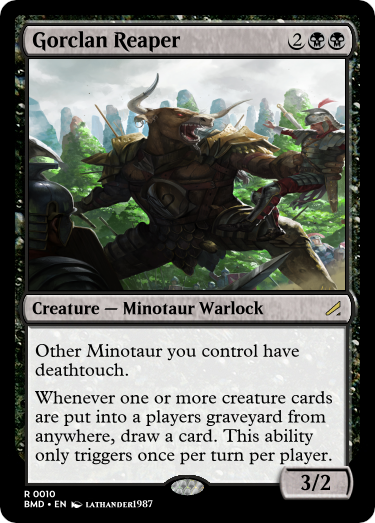 Gorclan Reaper 2
Creature — Minotaur Warlock
Other Minotaur you control have
deathtouch.
Whenever one or more creature cards
are put into a players graveyard from
anywhere, draw a card. This ability
only triggers once per turn per player.
3/2
R 0010
BMD • EN LATHANDER1987